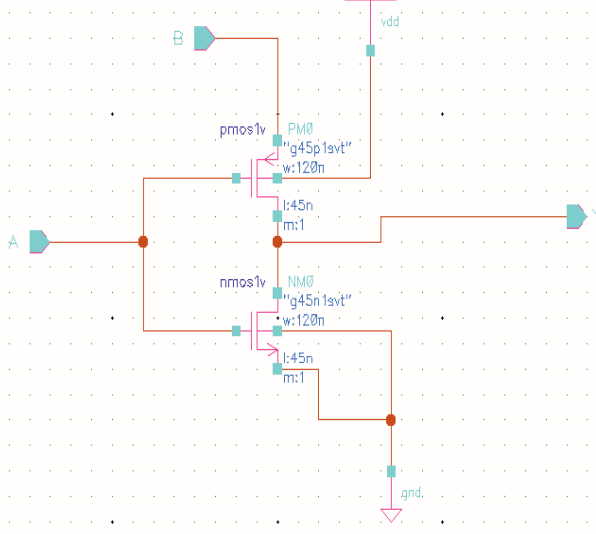 vdd
B
pmos1v PM0
"g45p1svt"
w:120n
l:45n
m:1
A
nmos1v NM0
"g45n1svt"
w:120n
l:45n
m:1
gnd